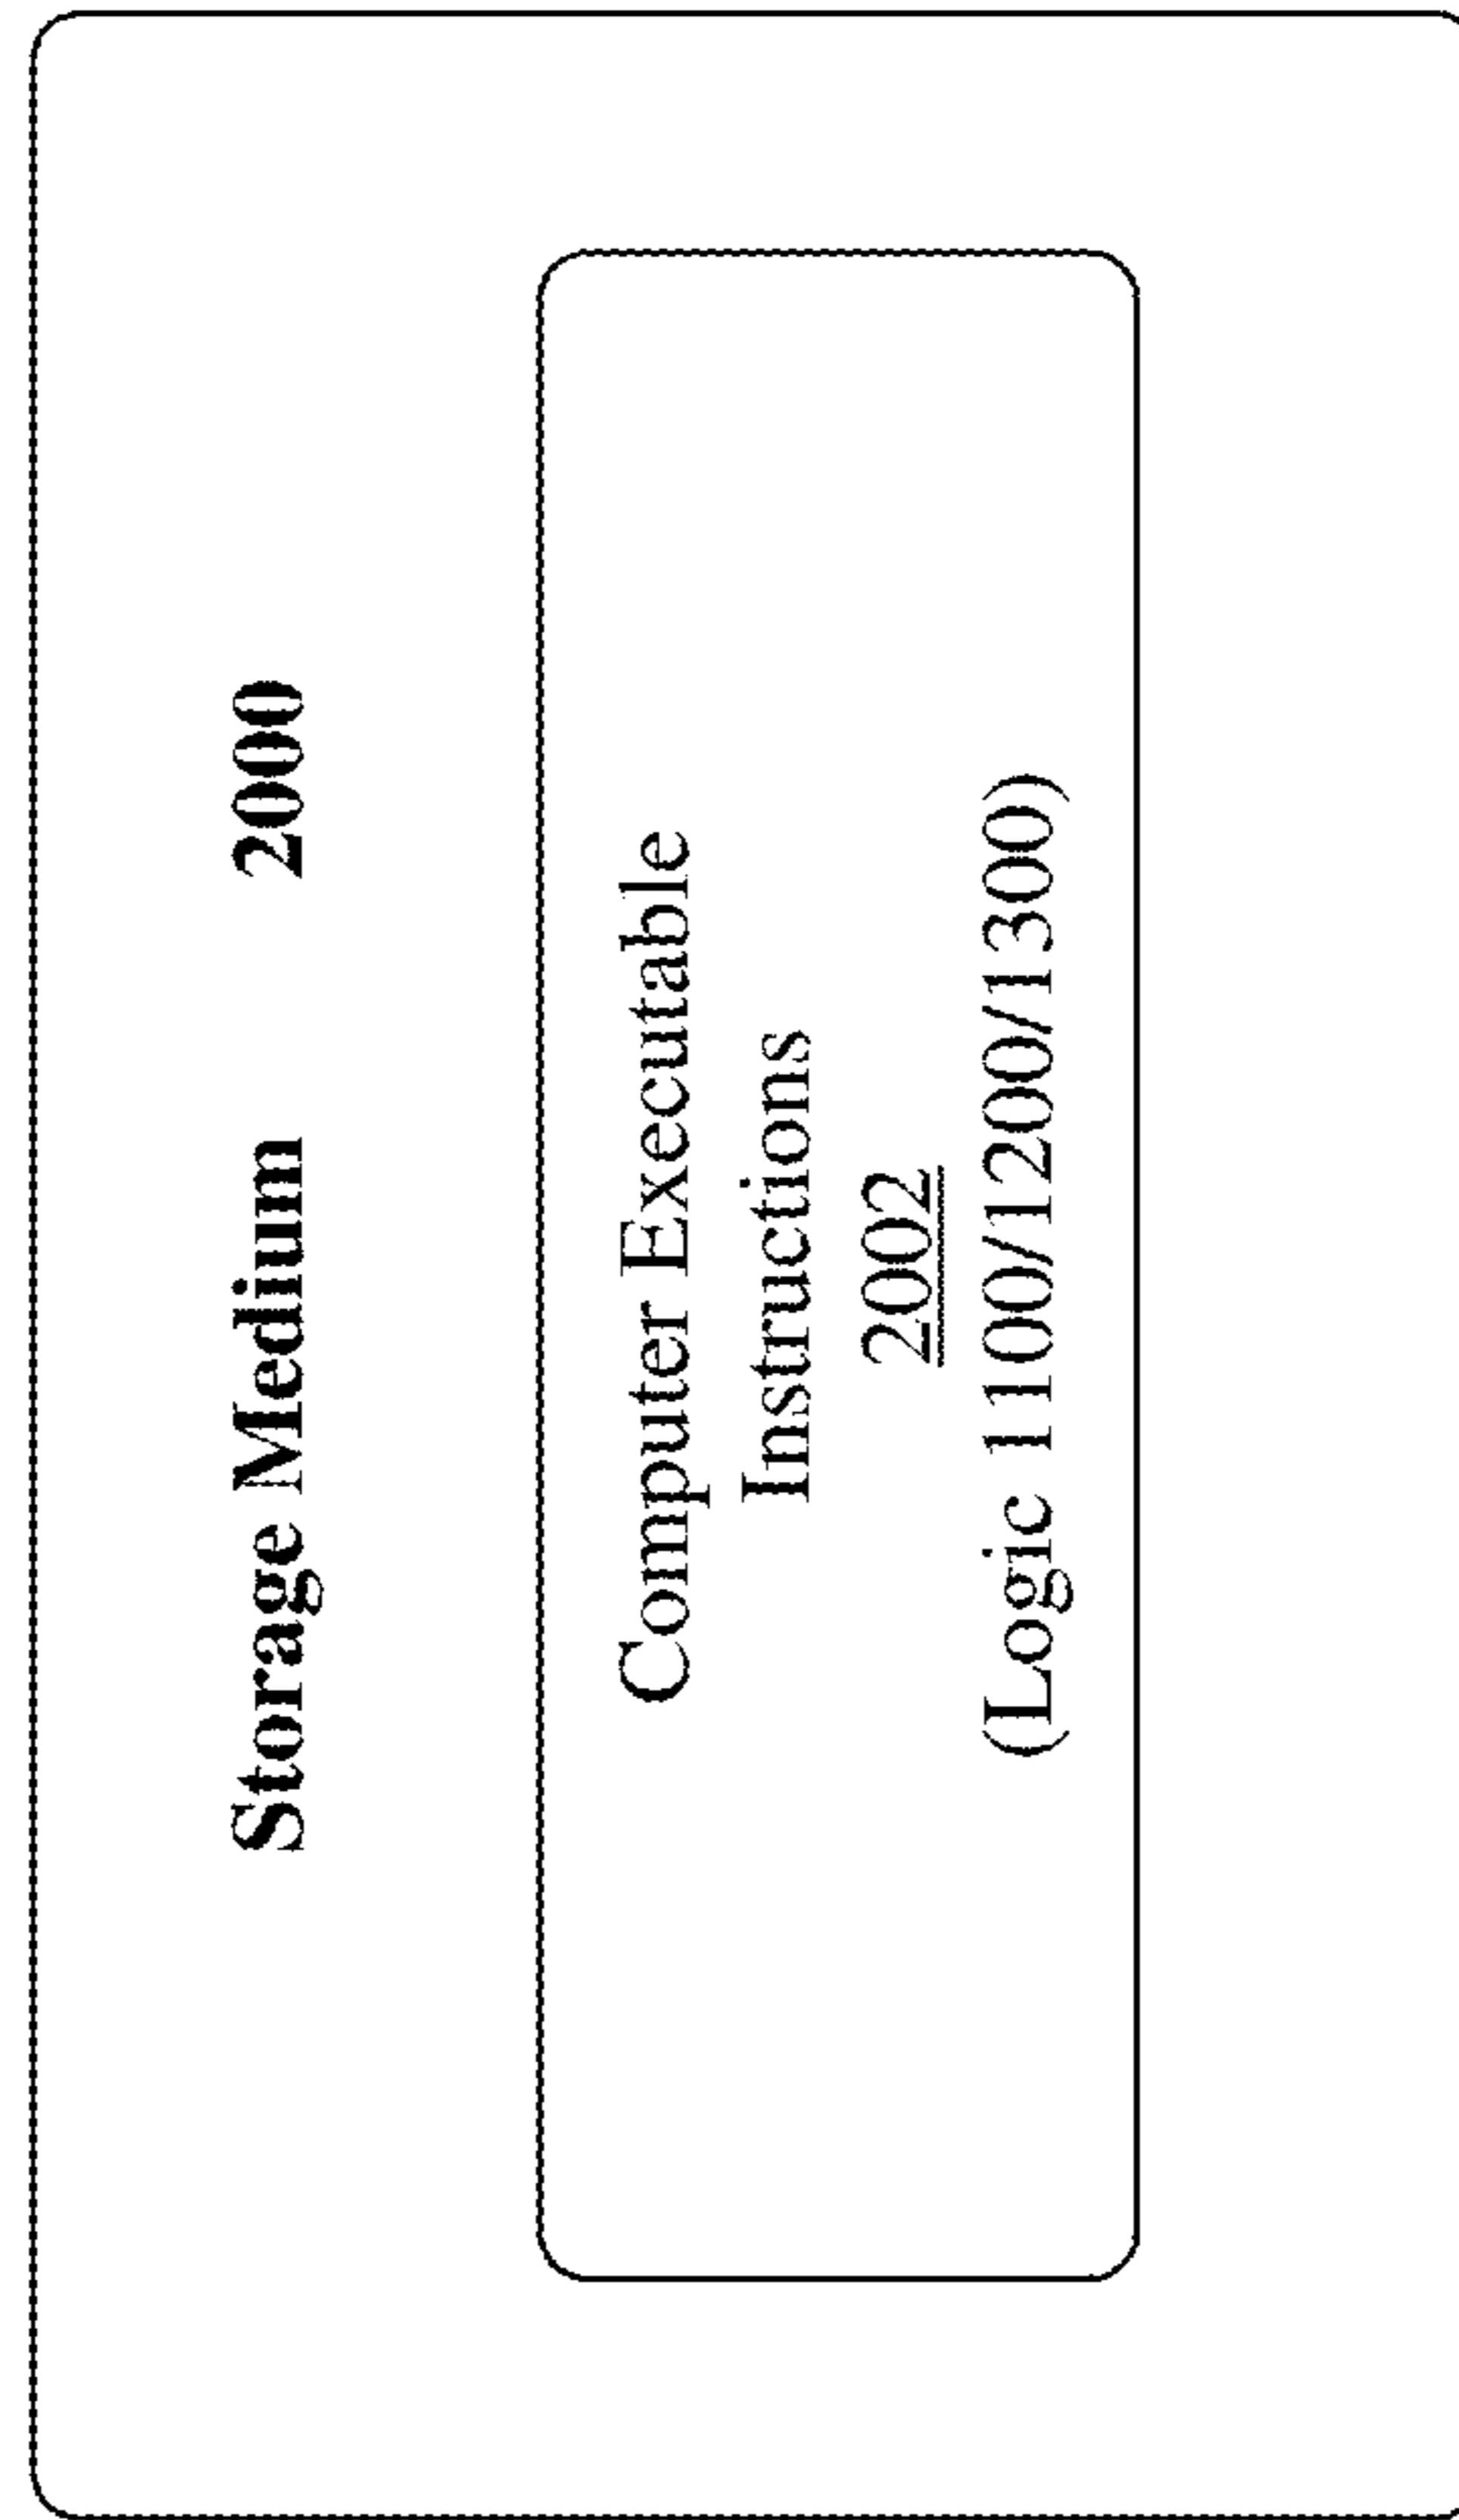 Storage Medium 2000
Computer Executable
Instructions
2002
(Logic 1100/1200/1300)